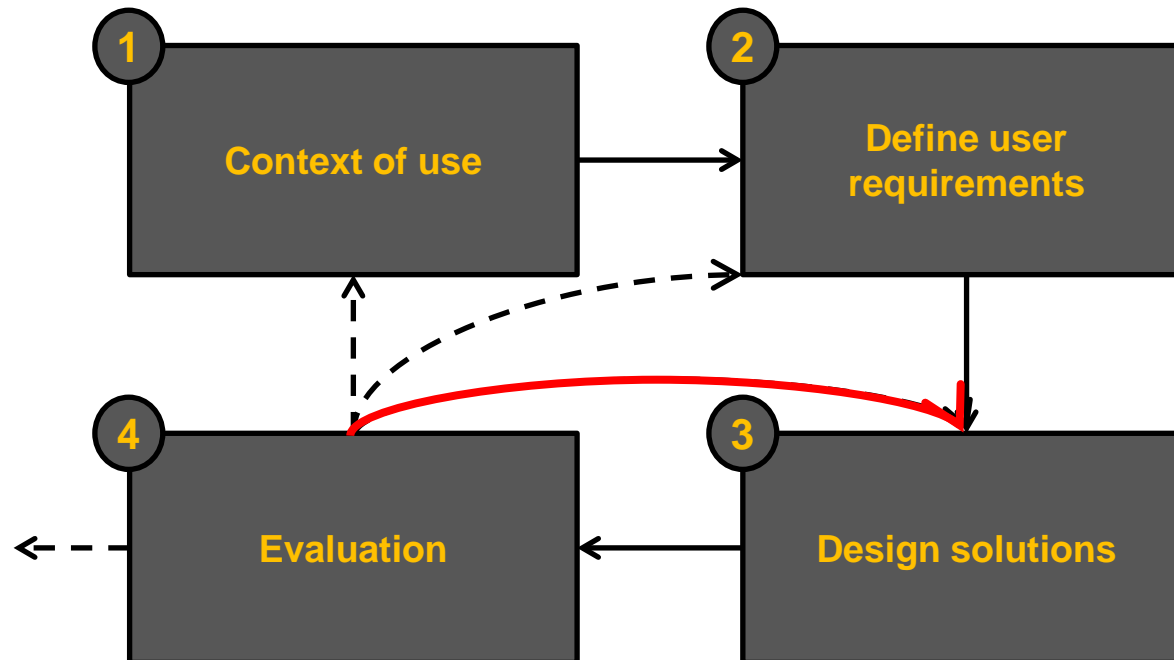 1
Context of use
2
Define user
requirements
4
Evaluation
3
Design solutions